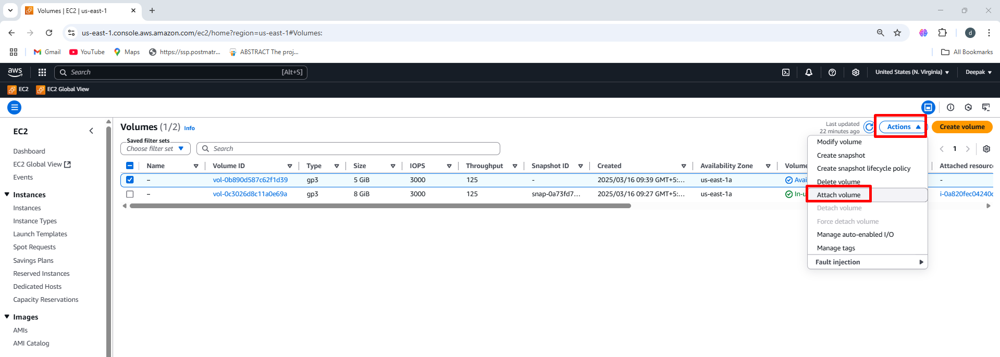 Volumes | EC2 | us-east-1
us-east-1.console.aws.amazon.com/ec2/home?region=us-east-1#Volumes:
d
Gmail YouTube Maps https://ssp.postmatr... ABSTRACT The proj... All Bookmarks
aws Search [Alt+S] United States (N. Virginia) Deepak
EC2 EC2 Global View
EC2
Dashboard
EC2 Global View
Events
Instances
Instances
Instance Types
Launch Templates
Spot Requests
Savings Plans
Reserved Instances
Dedicated Hosts
Capacity Reservations
Images
AMIs
AMI Catalog
Volumes (1/2) Info
Last updated
22 minutes ago
Actions
Create volume
Saved filter sets
Choose filter set Search 1
Name Volume ID Type Size IOPS Throughput Snapshot ID Created Availability Zone Volume Attached resourc
– vol-0b890d587c62f1d39 gp3 5 GiB 3000 125 - 2025/03/16 09:39 GMT+5:... us-east-1a Avai -
– vol-0c3026d8c11a0e69a gp3 8 GiB 3000 125 snap-0a73fd7... 2025/03/16 09:27 GMT+5:... us-east-1a In-u i-0a820fec04240c
Modify volume
Create snapshot
Create snapshot lifecycle policy
Delete volume
Attach volume
Detach volume
Force detach volume
Manage auto-enabled I/O
Manage tags
Fault injection